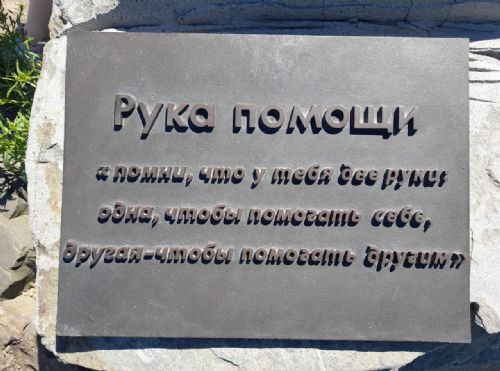 Рука помощи
«помни, что у тебя две руки:
одна, чтобы помогать себе,
другая-чтобы помогать другим»